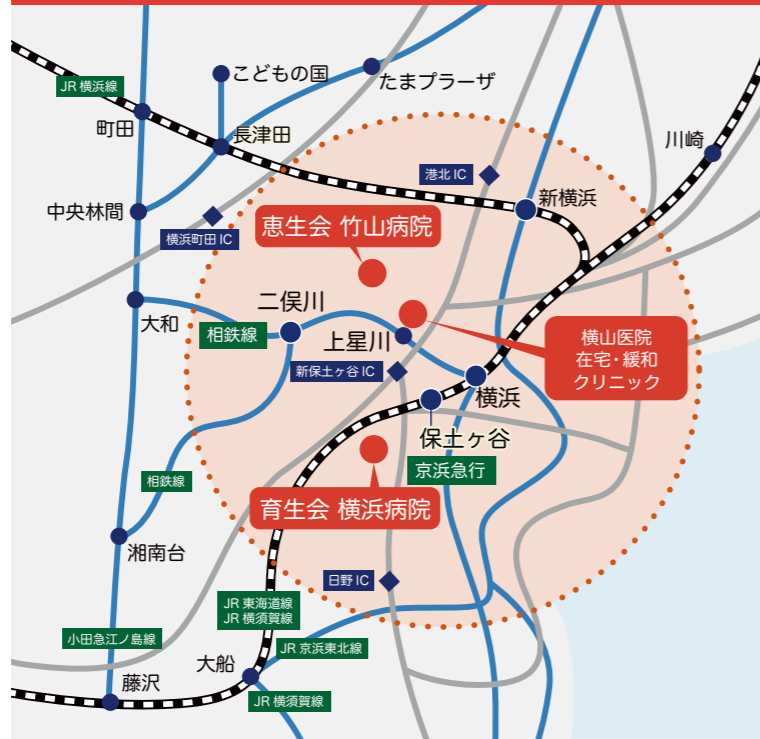 こどもの国
たまプラーザ
JR 横浜線
町田
長津田
川崎
港北 IC
新横浜
中央林間
横浜町田 IC
恵生会 竹山病院
二俣川
大和
相鉄線
上星川
横山医院
在宅・緩和
クリニック
新保土ヶ谷 IC
横浜
保土ヶ谷
京浜急行
相鉄線
育生会 横浜病院
湘南台
日野 IC
JR 東海道線
JR 横須賀線
小田急江ノ島線
JR 京浜東北線
大船
藤沢
JR 横須賀線